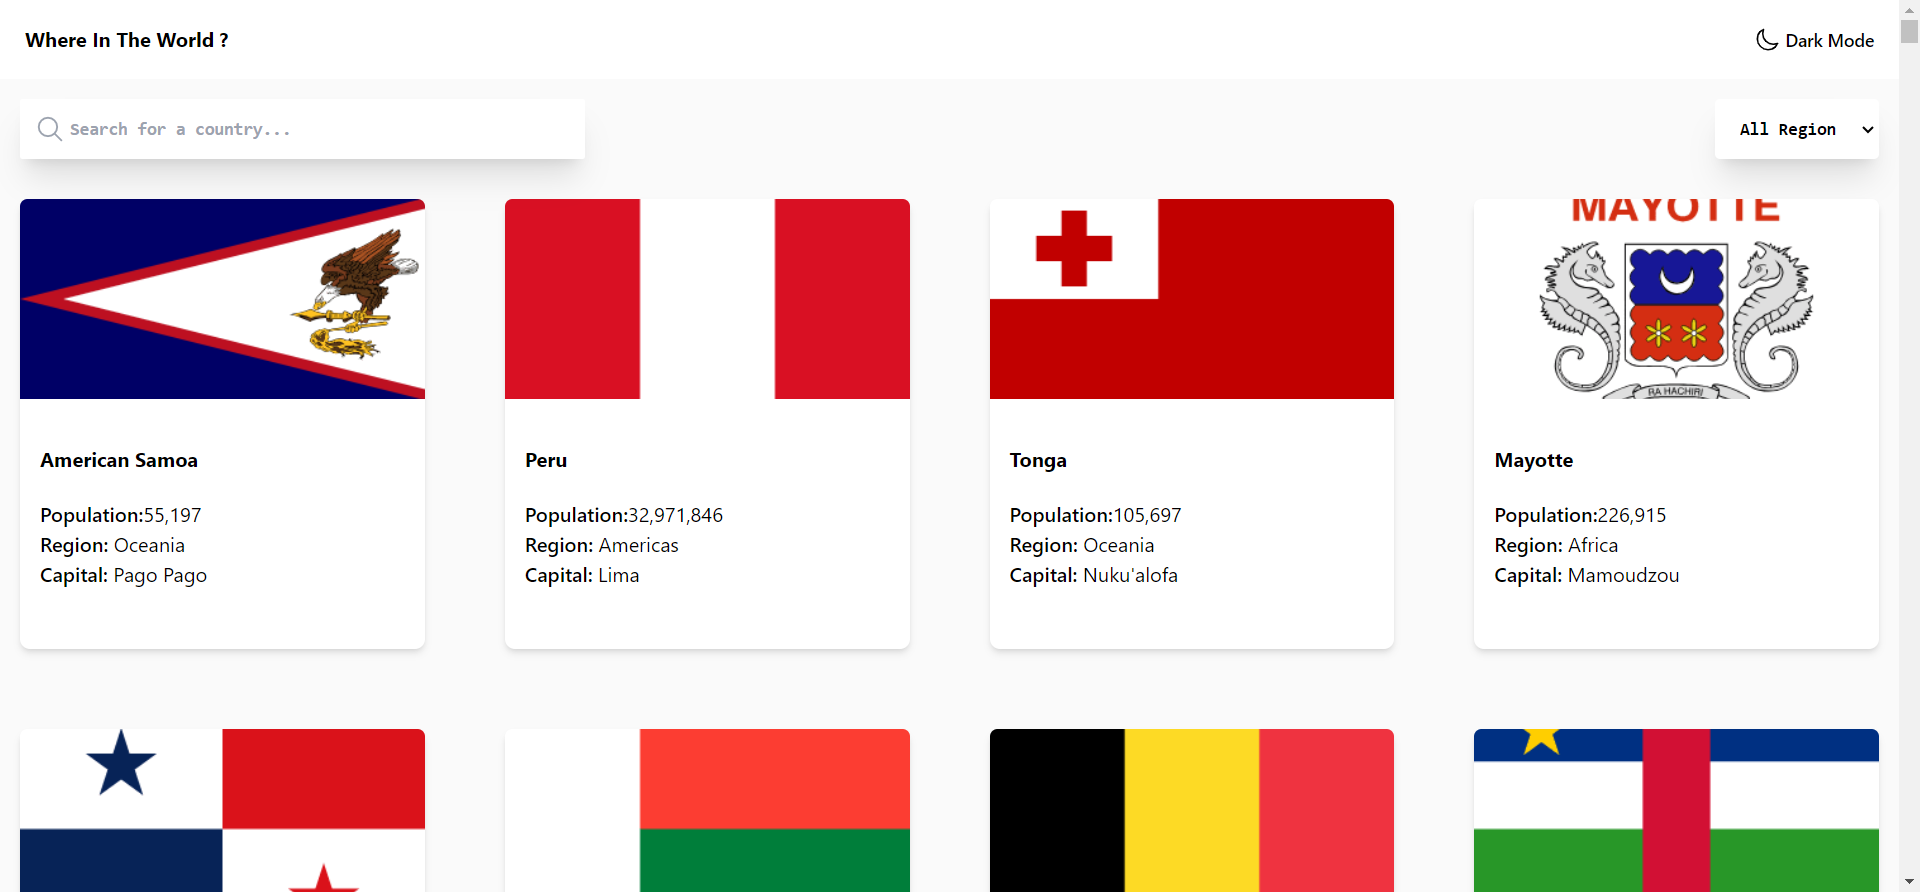 Where In The World ?
Dark Mode
Search for a country...
All Region
MAYOTTE
RA HACHIRI
American Samoa
Population:55,197
Region: Oceania
Capital: Pago Pago
Peru
Population:32,971,846
Region: Americas
Capital: Lima
Tonga
Population:105,697
Region: Oceania
Capital: Nuku'alofa
Mayotte
Population:226,915
Region: Africa
Capital: Mamoudzou